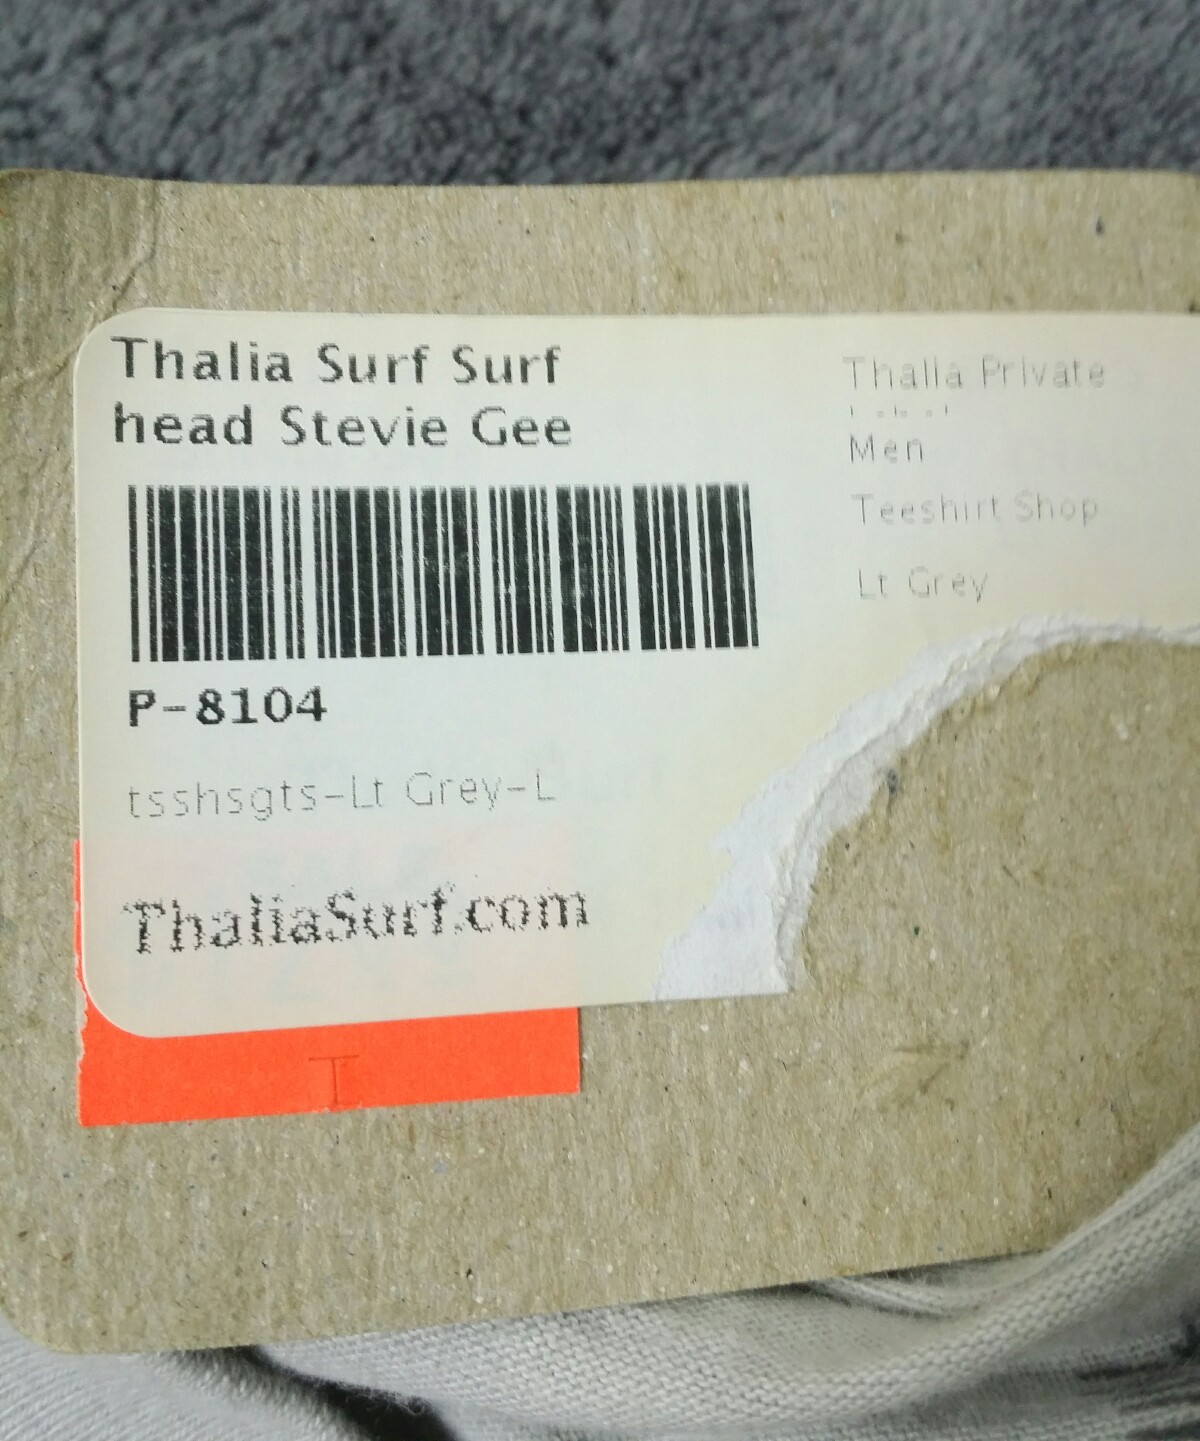 Thalia Surf Surf
head Stevie Gee
P-8104
tsshsgts-Lt Grey-L
ThaliaSurf.com
Thalia Private
Men
Teeshirt Shop
Lt Grey